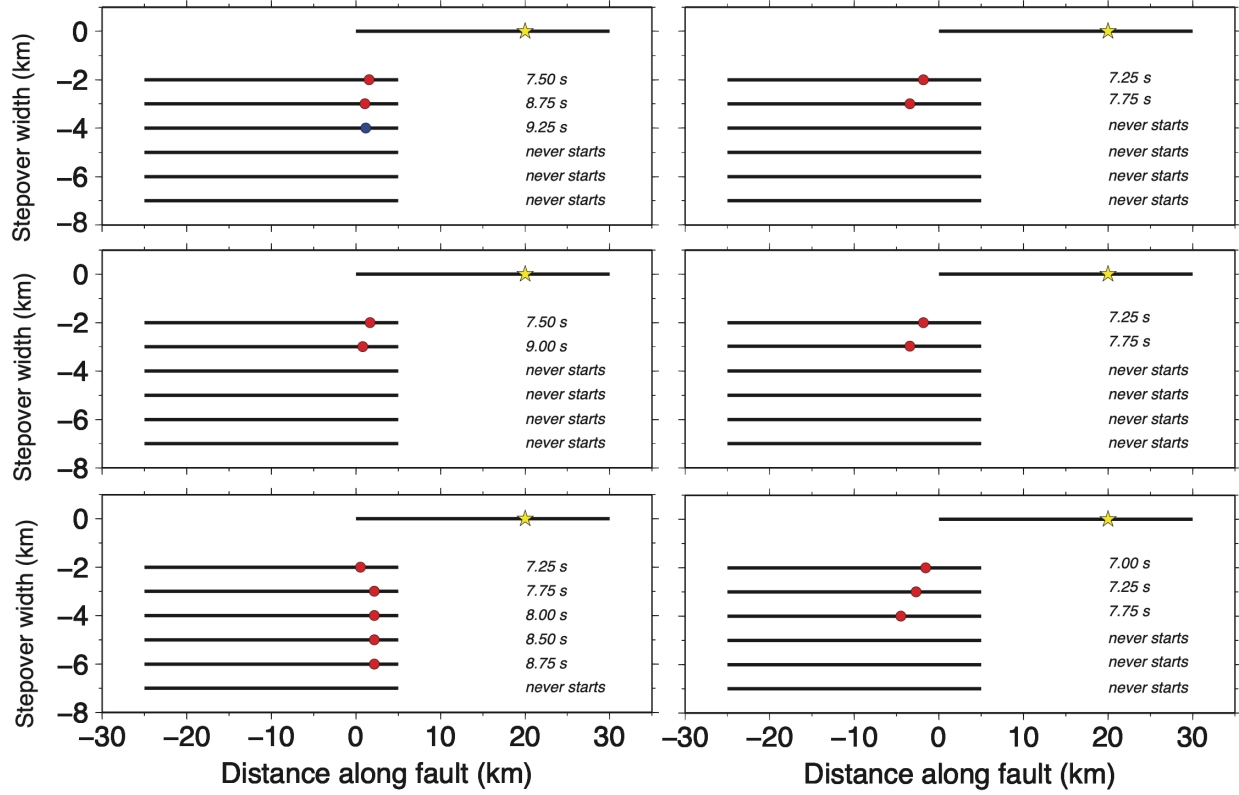 Stepover width (km)
0
−2
−4
−6
−8
7.50 s
8.75 s
9.25 s
never starts
never starts
never starts
7.25 s
7.75 s
never starts
never starts
never starts
never starts
Stepover width (km)
0
−2
−4
−6
−8
7.50 s
9.00 s
never starts
never starts
never starts
never starts
7.25 s
7.75 s
never starts
never starts
never starts
never starts
Stepover width (km)
0
−2
−4
−6
−8
7.25 s
7.75 s
8.00 s
8.50 s
8.75 s
never starts
7.00 s
7.25 s
7.75 s
never starts
never starts
never starts
−30 −20 −10 0 10 20 30
−30 −20 −10 0 10 20 30
Distance along fault (km)
Distance along fault (km)